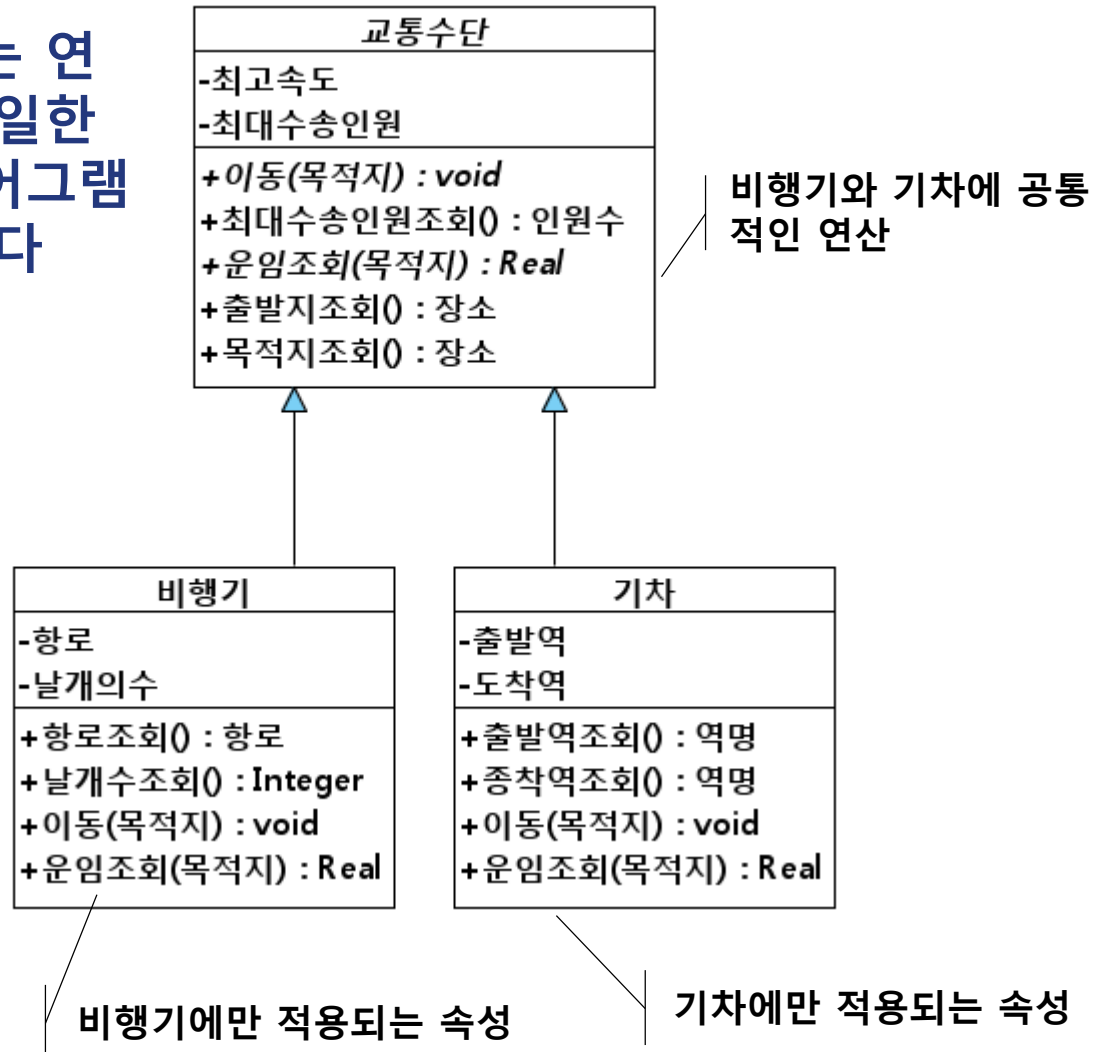 는 연
일한
어그램
다
교통수단
-최고속도
-최대수송인원
+이동(목적지) : void
+최대수송인원조회() : 인원수
+운임조회(목적지) : Real
+출발지조회() : 장소
+목적지조회() : 장소
비행기와 기차에 공통
적인 연산
비행기
-항로
-날개의수
+항로조회() : 항로
+날개수조회() : Integer
+이동(목적지) : void
+운임조회(목적지) : Real
기차
-출발역
-도착역
+출발역조회() : 역명
+종착역조회() : 역명
+이동(목적지) : void
+운임조회(목적지) : Real
비행기에만 적용되는 속성
기차에만 적용되는 속성